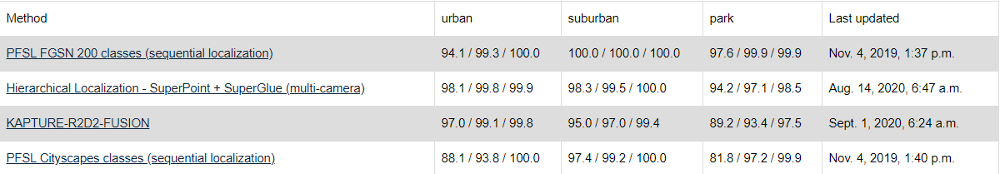 Method urban suburban park Last updated
PFSL FGSN 200 classes (sequential localization) 94.1 / 99.3 / 100.0 100.0 / 100.0 / 100.0 97.6 / 99.9 / 99.9 Nov. 4, 2019, 1:37 p.m.
Hierarchical Localization - SuperPoint + SuperGlue (multi-camera) 98.1 / 99.8 / 99.9 98.3 / 99.5 / 100.0 94.2 / 97.1 / 98.5 Aug. 14, 2020, 6:47 a.m.
KAPTURE-R2D2-FUSION 97.0 / 99.1 / 99.8 95.0 / 97.0 / 99.4 89.2 / 93.4 / 97.5 Sept. 1, 2020, 6:24 a.m.
PFSL Cityscapes classes (sequential localization) 88.1 / 93.8 / 100.0 97.4 / 99.2 / 100.0 81.8 / 97.2 / 99.9 Nov. 4, 2019, 1:40 p.m.